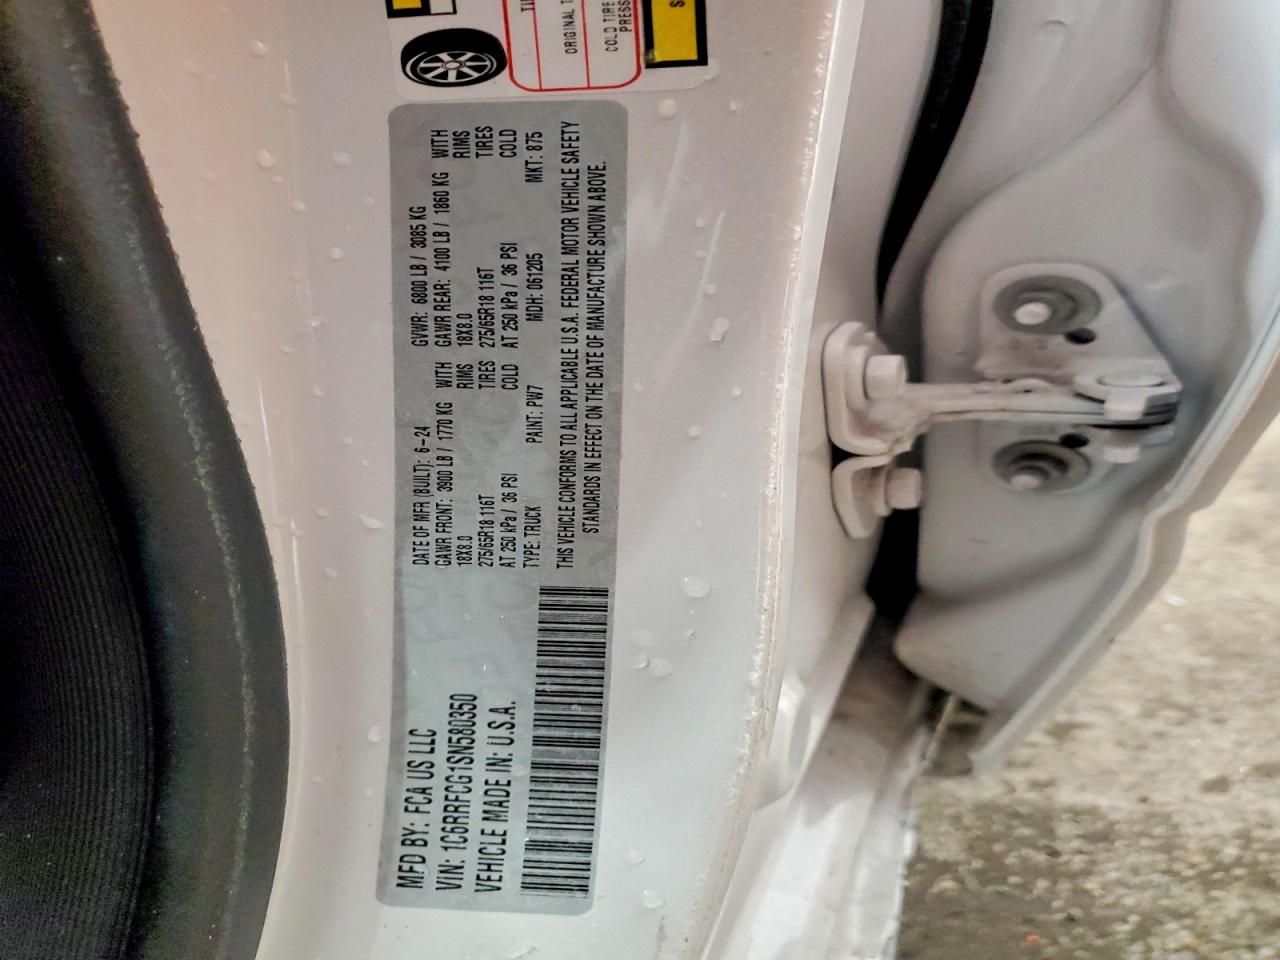 TI
ORIGINAL T
COLD TIRE
PRESS
S
MFD BY: FCA US LLC
VIN: 1C6RRFCG1SN580350
VEHICLE MADE IN: U.S.A.
DATE OF MFR (BUILT): 6-24 GVWR: 6800 LB / 3085 KG
GAWR FRONT: 3900 LB / 1770 KG WITH GAWR REAR: 4100 LB / 1860 KG WITH
18X8.0 RIMS 18X8.0 RIMS
275/65R18 116T TIRES 275/65R18 116T TIRES
AT 250 kPa / 36 PSI COLD AT 250 kPa / 36 PSI COLD
TYPE: TRUCK PAINT: PW7 MDH: 061205 MKT: 875
THIS VEHICLE CONFORMS TO ALL APPLICABLE U.S.A. FEDERAL MOTOR VEHICLE SAFETY
STANDARDS IN EFFECT ON THE DATE OF MANUFACTURE SHOWN ABOVE.